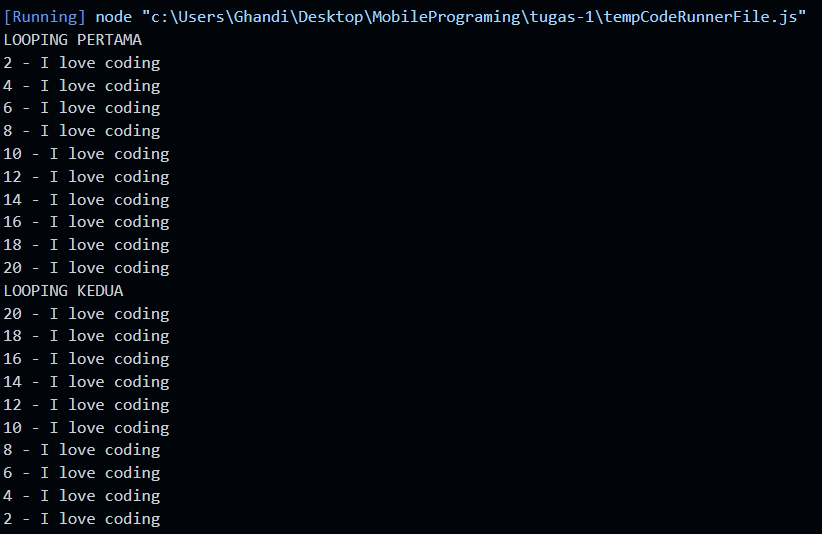 [Running] node "c:\Users\Ghandi\Desktop\MobilePrograming\tugas-1\tempCodeRunnerFile.js"
LOOPING PERTAMA
2 - I love coding
4 - I love coding
6 - I love coding
8 - I love coding
10 - I love coding
12 - I love coding
14 - I love coding
16 - I love coding
18 - I love coding
20 - I love coding
LOOPING KEDUA
20 - I love coding
18 - I love coding
16 - I love coding
14 - I love coding
12 - I love coding
10 - I love coding
8 - I love coding
6 - I love coding
4 - I love coding
2 - I love coding